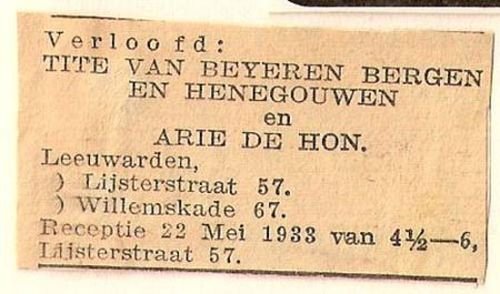 Verloofd:
TITE VAN BEYEREN BERGEN
EN HENEGOUWEN
en
ARIE DE HON.
Leeuwarden,
) Lijsterstraat 57.
) Willemskade 67.
Receptie 22 Mei 1933 van 4½—6,
Lijsterstraat 57.